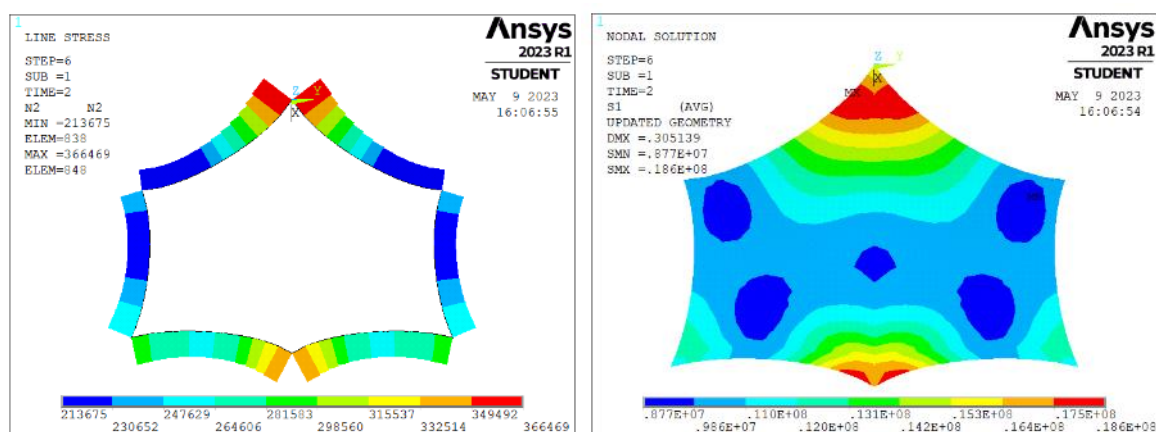 1
LINE STRESS
STEP=6
SUB =1
TIME=2
N2 N2
MIN =213675
ELEM=838
MAX =366469
ELEM=848
Ansys
2023 R1
STUDENT
MAY 9 2023
16:06:55
Z
Y
X
213675 247629 281583 315537 349492
230652 264606 298560 332514 366469
1
NODAL SOLUTION
STEP=6
SUB =1
TIME=2
S1 (AVG)
UPDATED GEOMETRY
DMX =.305139
SMN =.877E+07
SMX =.186E+08
Ansys
2023 R1
STUDENT
MAY 9 2023
16:06:54
Z
Y
X
MX
.877E+07 .110E+08 .131E+08 .153E+08 .175E+08
.986E+07 .120E+08 .142E+08 .164E+08 .186E+08